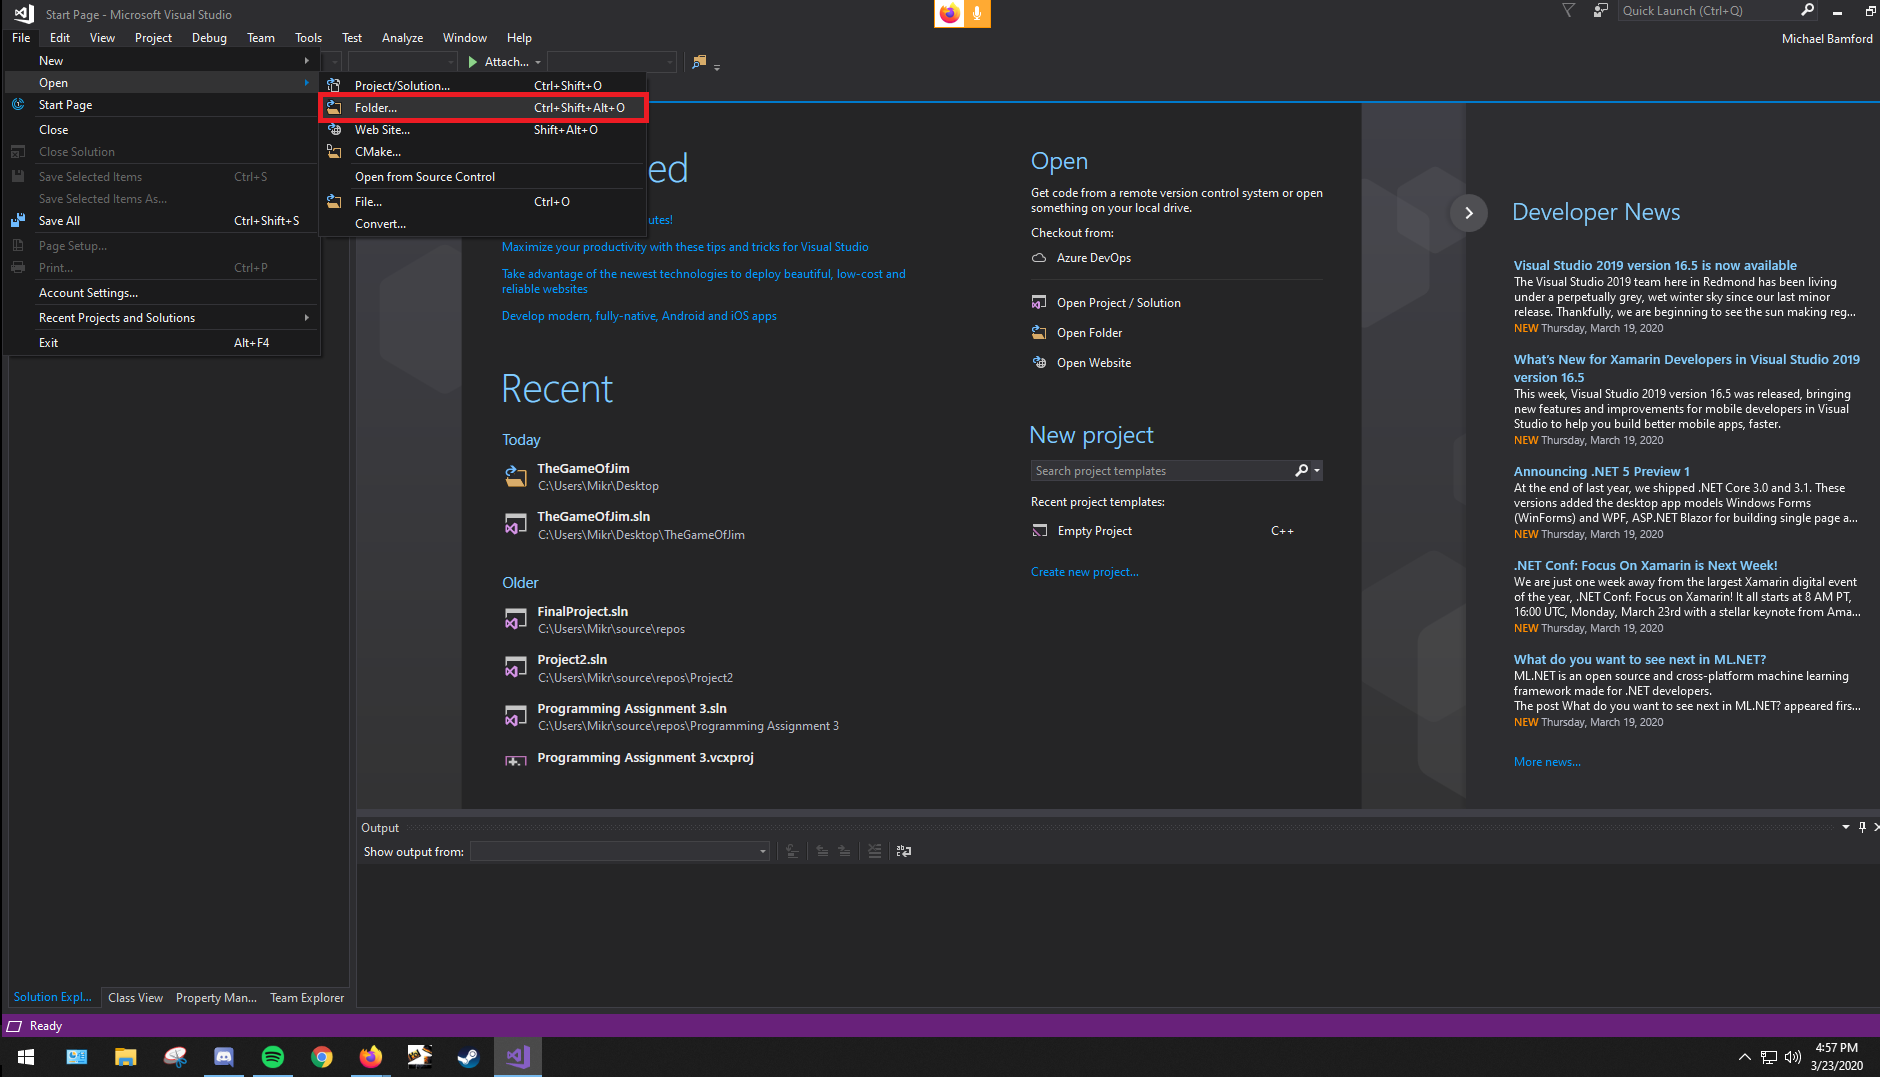 Start Page - Microsoft Visual Studio
Quick Launch (Ctrl+Q)
File Edit View Project Debug Team Tools Test Analyze Window Help
Michael Bamford
New
Attach...
Open
Start Page
Close
Close Solution
Save Selected Items Ctrl+S
Save Selected Items As...
Save All Ctrl+Shift+S
Page Setup...
Print... Ctrl+P
Account Settings...
Recent Projects and Solutions
Exit Alt+F4
Project/Solution... Ctrl+Shift+O
Folder... Ctrl+Shift+Alt+O
Web Site... Shift+Alt+O
CMake...
Open from Source Control
File... Ctrl+O
Convert...
ed
utes!
Maximize your productivity with these tips and tricks for Visual Studio
Take advantage of the newest technologies to deploy beautiful, low-cost and
reliable websites
Develop modern, fully-native, Android and iOS apps
Recent
Today
TheGameOfJim
C:\Users\Mikr\Desktop
TheGameOfJim.sln
C:\Users\Mikr\Desktop\TheGameOfJim
Older
FinalProject.sln
C:\Users\Mikr\source\repos
Project2.sln
C:\Users\Mikr\source\repos\Project2
Programming Assignment 3.sln
C:\Users\Mikr\source\repos\Programming Assignment 3
Programming Assignment 3.vcxproj
Open
Get code from a remote version control system or open
something on your local drive.
Checkout from:
Azure DevOps
Open Project / Solution
Open Folder
Open Website
New project
Search project templates
Recent project templates:
Empty Project C++
Create new project...
Developer News
Visual Studio 2019 version 16.5 is now available
The Visual Studio 2019 team here in Redmond has been living
under a perpetually grey, wet winter sky since our last minor
release. Thankfully, we are beginning to see the sun making reg...
NEW Thursday, March 19, 2020
What's New for Xamarin Developers in Visual Studio 2019
version 16.5
This week, Visual Studio 2019 version 16.5 was released, bringing
new features and improvements for mobile developers in Visual
Studio to help you build better mobile apps, faster.
NEW Thursday, March 19, 2020
Announcing .NET 5 Preview 1
At the end of last year, we shipped .NET Core 3.0 and 3.1. These
versions added the desktop app models Windows Forms
(WinForms) and WPF, ASP.NET Blazor for building single page a...
NEW Thursday, March 19, 2020
.NET Conf: Focus On Xamarin is Next Week!
We are just one week away from the largest Xamarin digital event
of the year, .NET Conf: Focus on Xamarin! It all starts at 8 AM PT,
16:00 UTC, Monday, March 23rd with a stellar keynote from Ama...
NEW Thursday, March 19, 2020
What do you want to see next in ML.NET?
ML.NET is an open source and cross-platform machine learning
framework made for .NET developers.
The post What do you want to see next in ML.NET? appeared firs...
NEW Thursday, March 19, 2020
More news...
Output
Show output from:
Solution Expl... Class View Property Man... Team Explorer
Ready
4:57 PM
3/23/2020